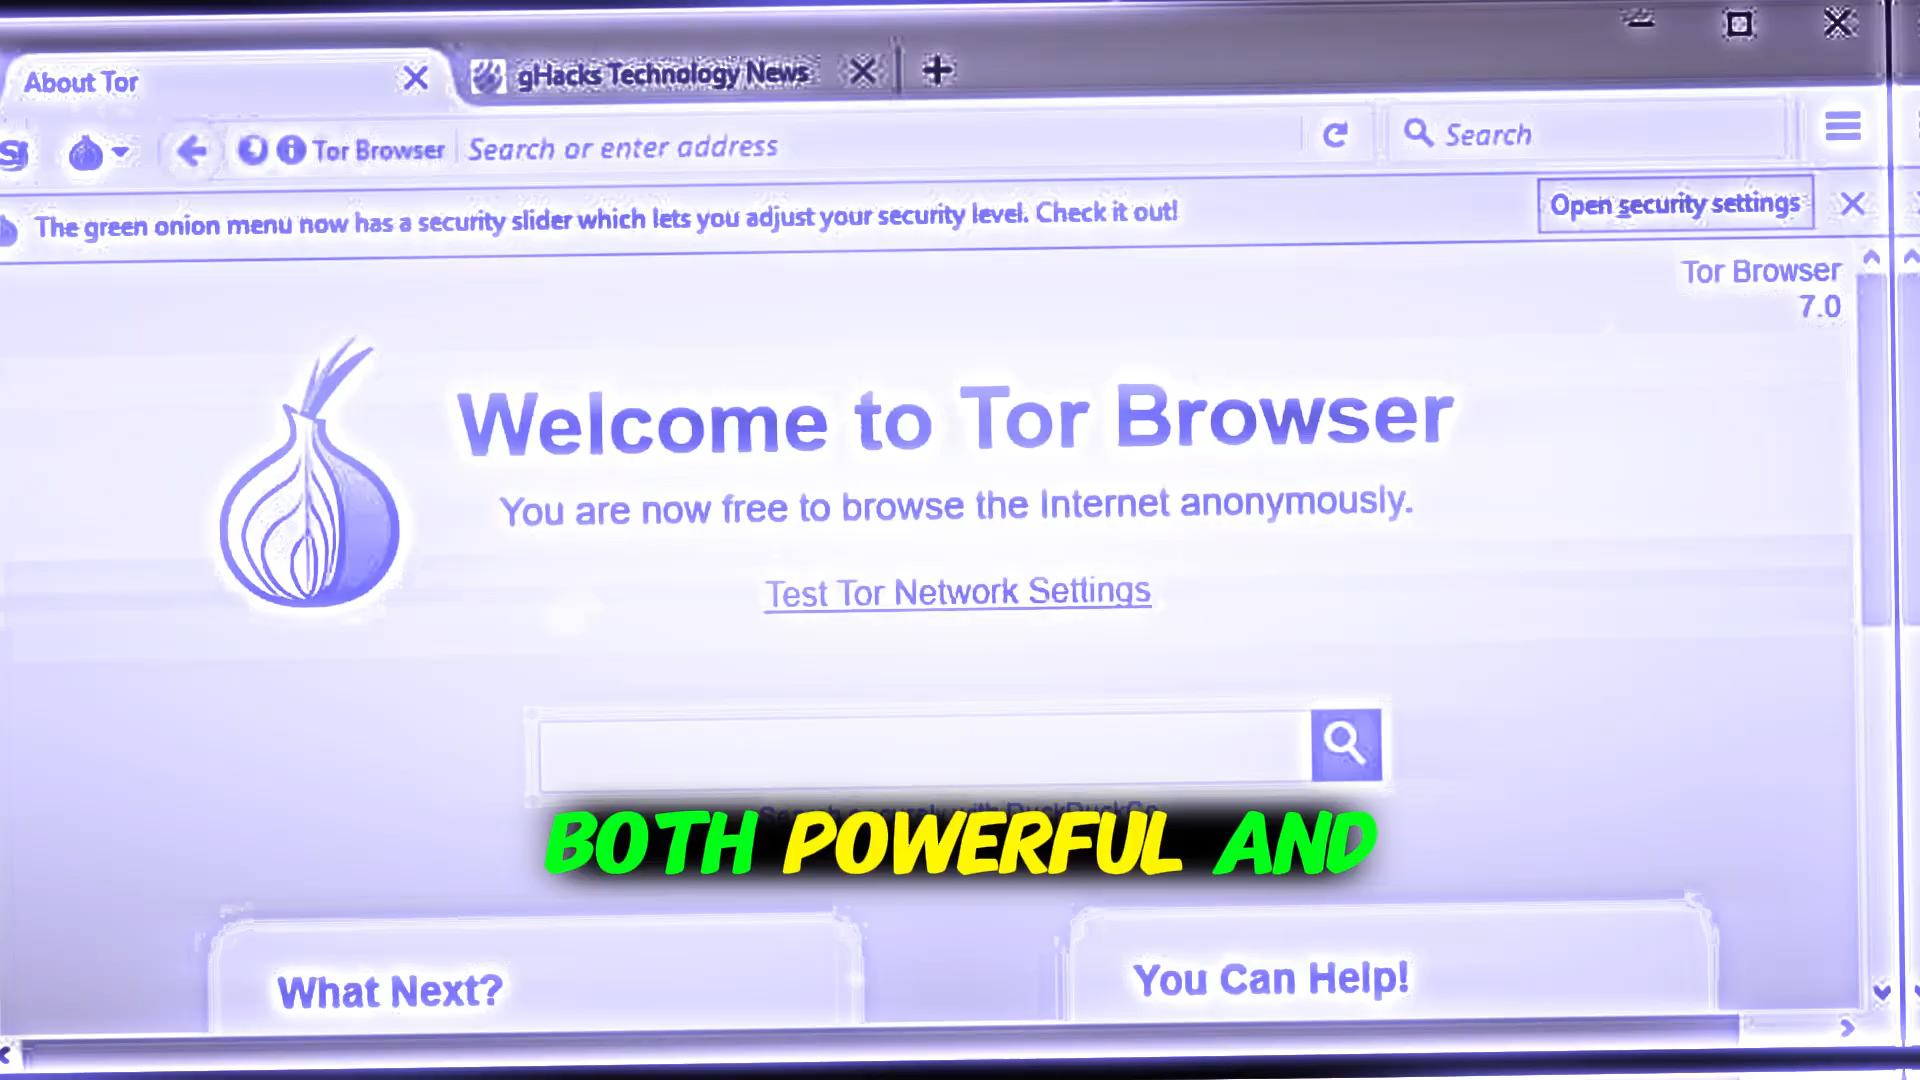 About Tor
gHacks Technology News
Tor Browser
Search or enter address
Search
The green onion menu now has a security slider which lets you adjust your security level. Check it out!
Open security settings
Tor Browser
7.0
Welcome to Tor Browser
You are now free to browse the Internet anonymously.
Test Tor Network Settings
BOTH POWERFUL AND
What Next?
You Can Help!